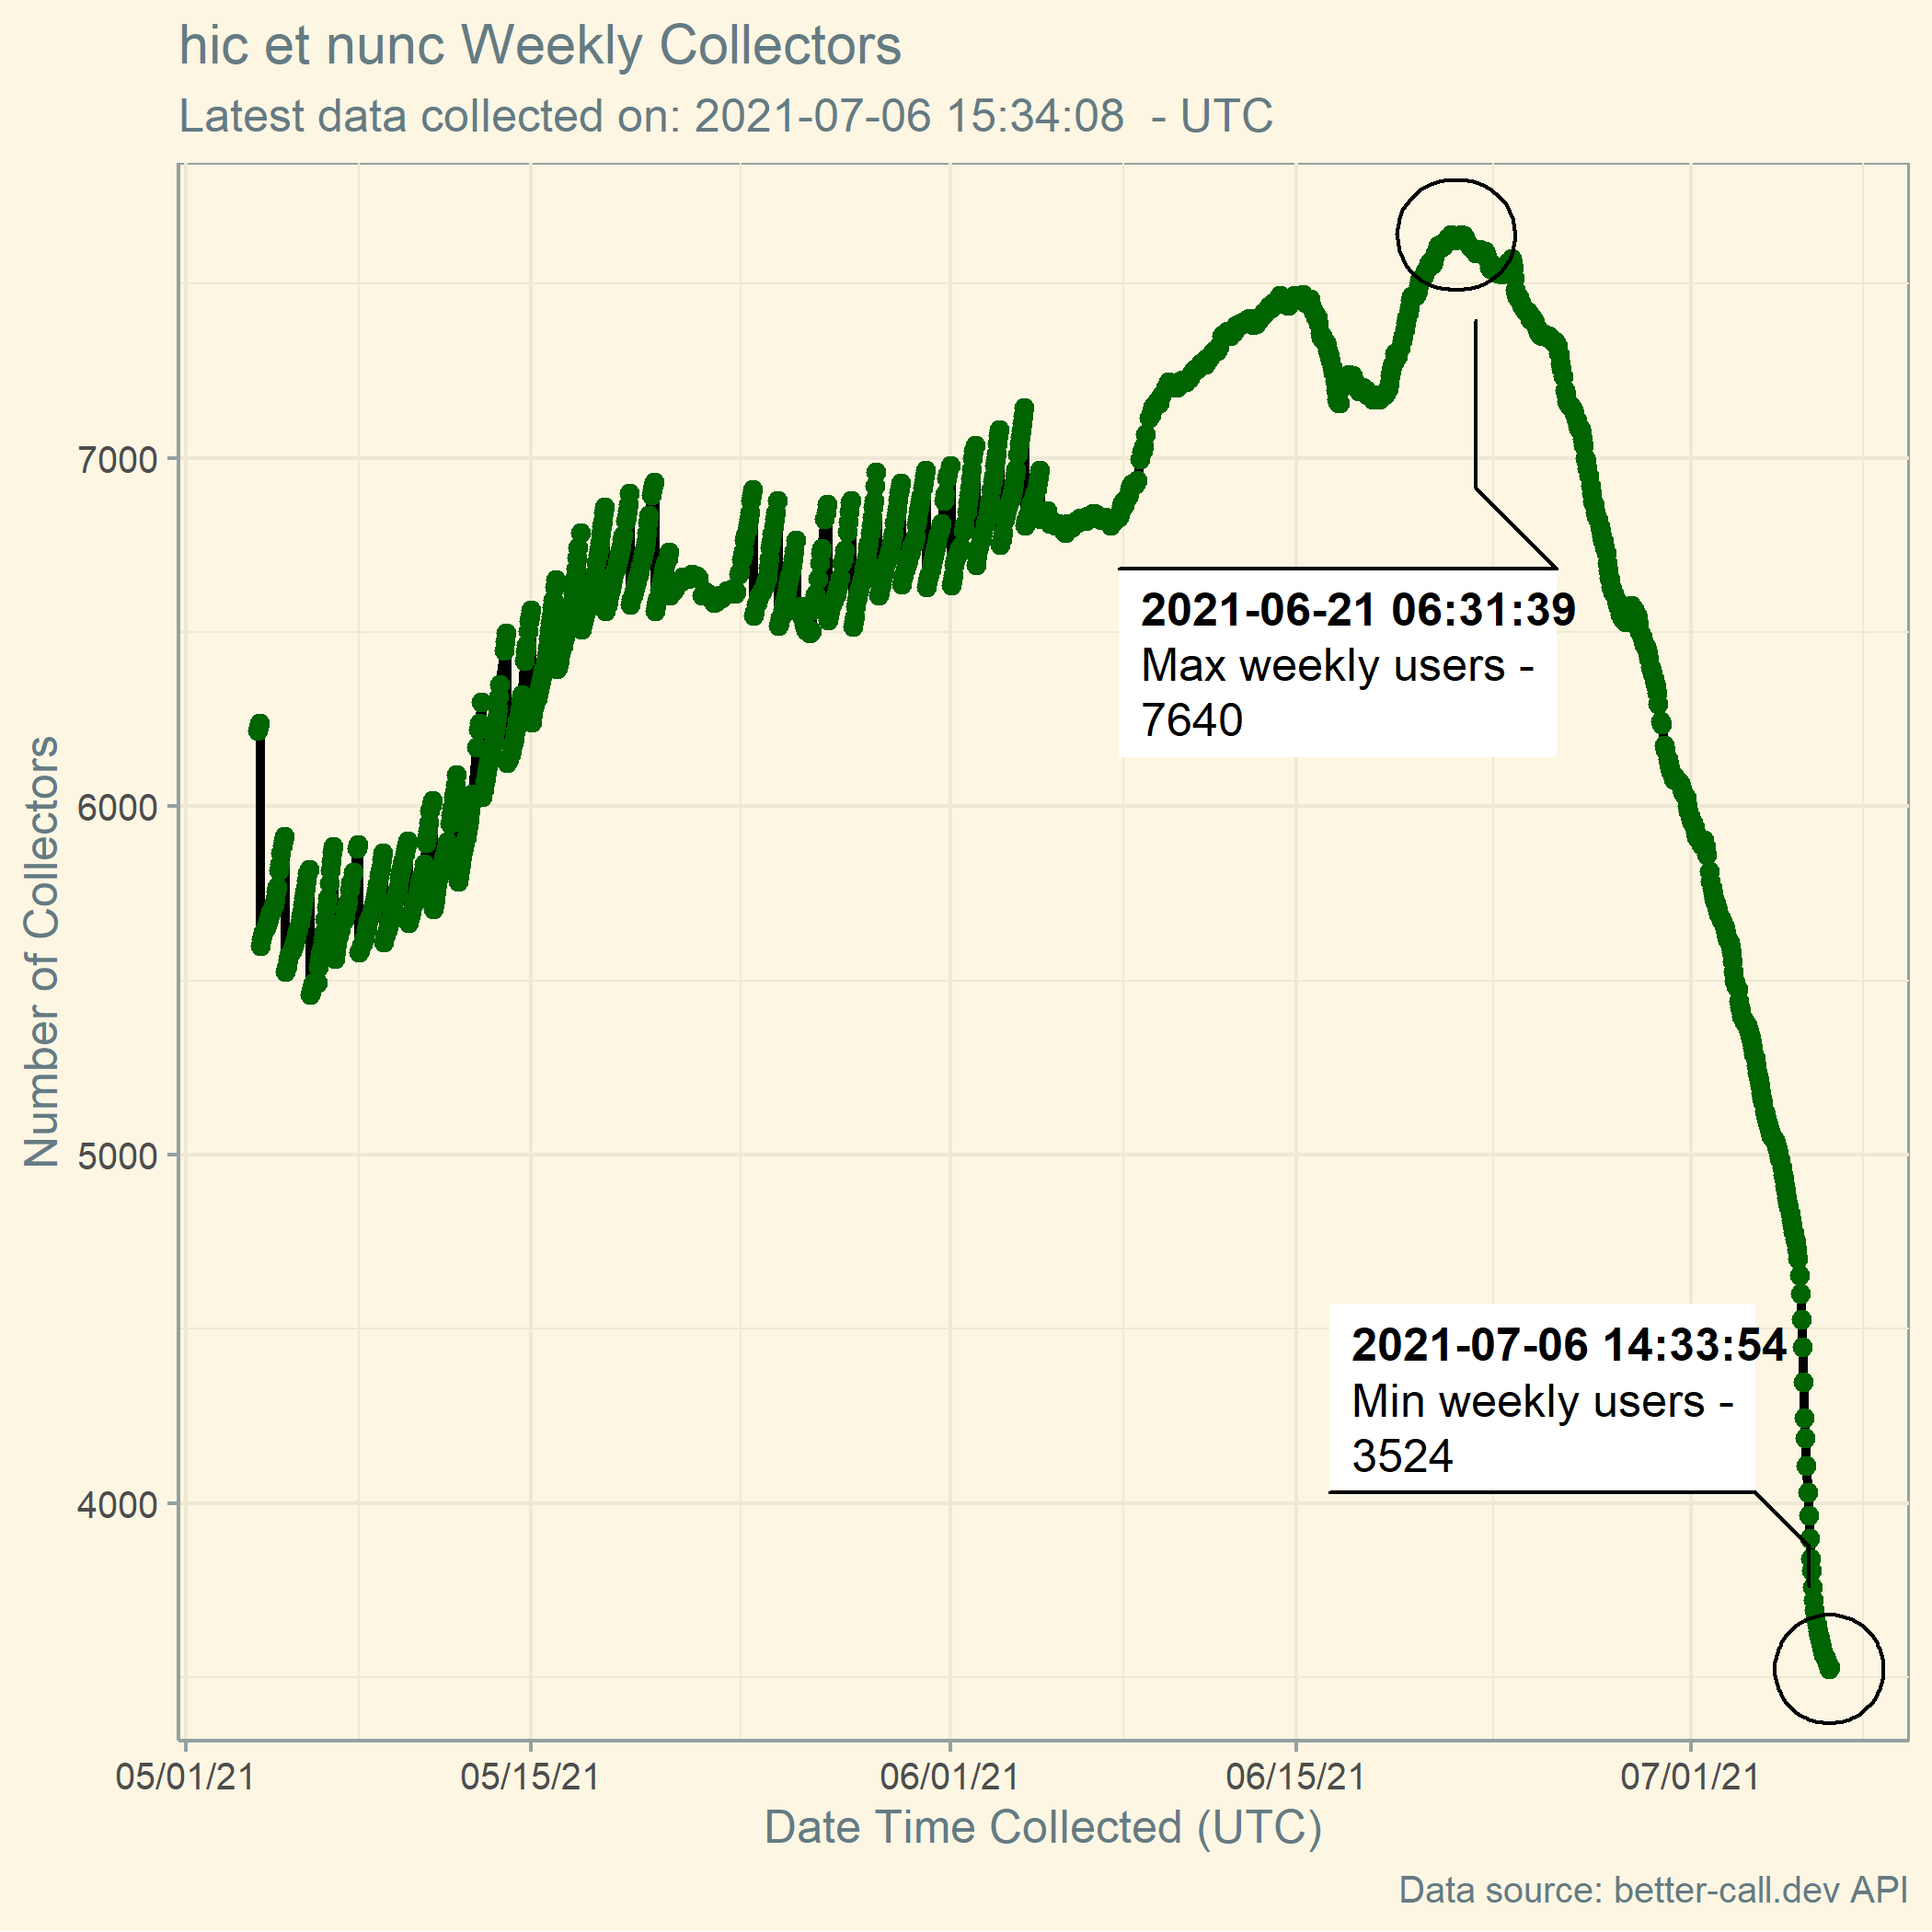 hic et nunc Weekly Collectors
Latest data collected on: 2021-07-06 15:34:08  - UTC
Number of Collectors
7000
6000
5000
4000
2021-06-21 06:31:39
Max weekly users -
7640
2021-07-06 14:33:54
Min weekly users -
3524
05/01/21
05/15/21
06/01/21
06/15/21
07/01/21
Date Time Collected (UTC)
Data source: better-call.dev API